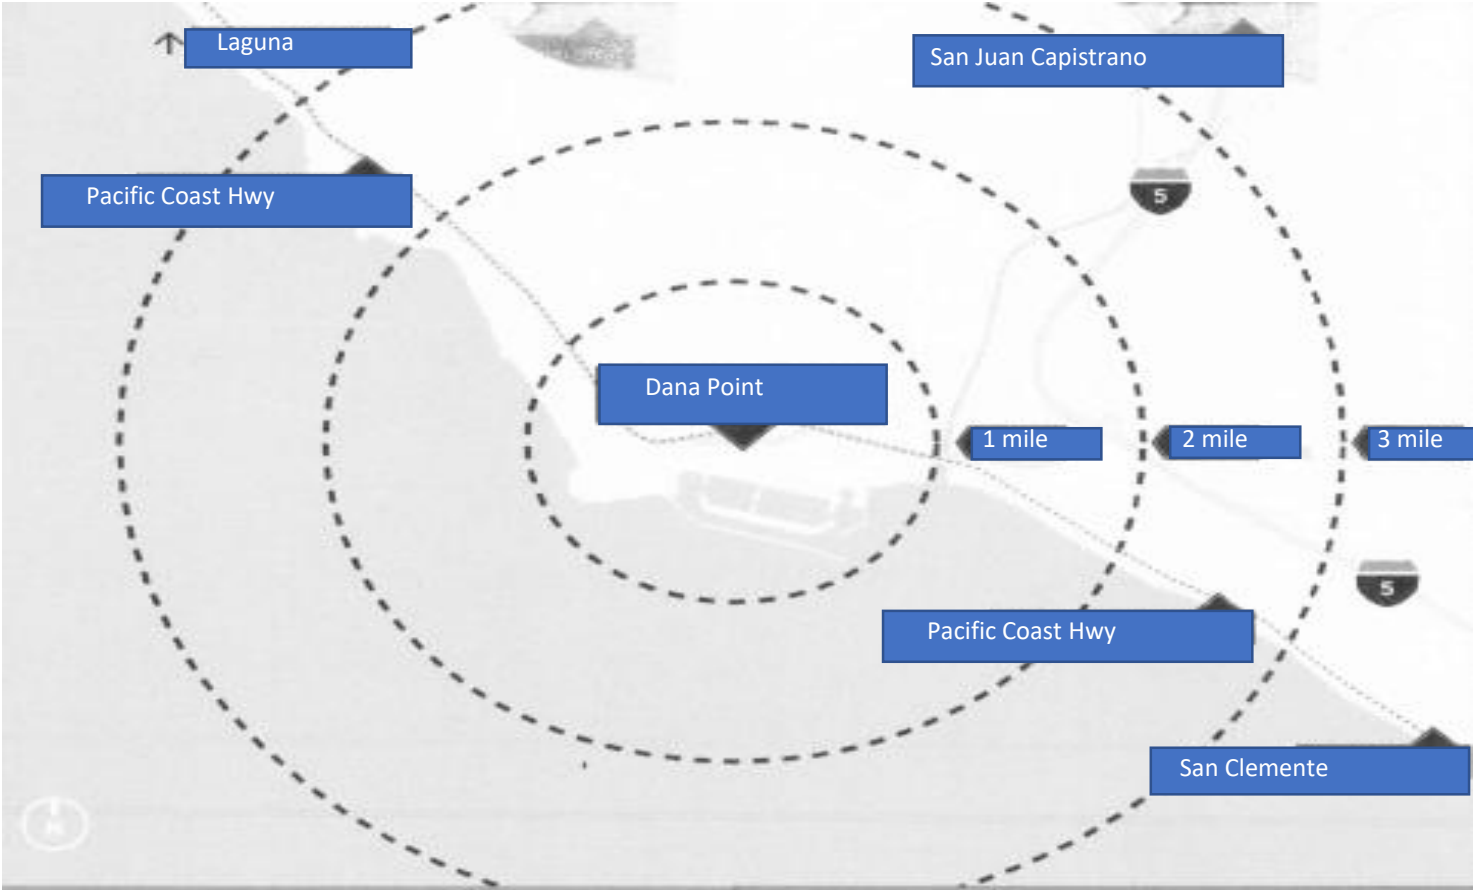 Laguna
San Juan Capistrano
Pacific Coast Hwy
5
Dana Point
1 mile
2 mile
3 mile
5
Pacific Coast Hwy
San Clemente
N